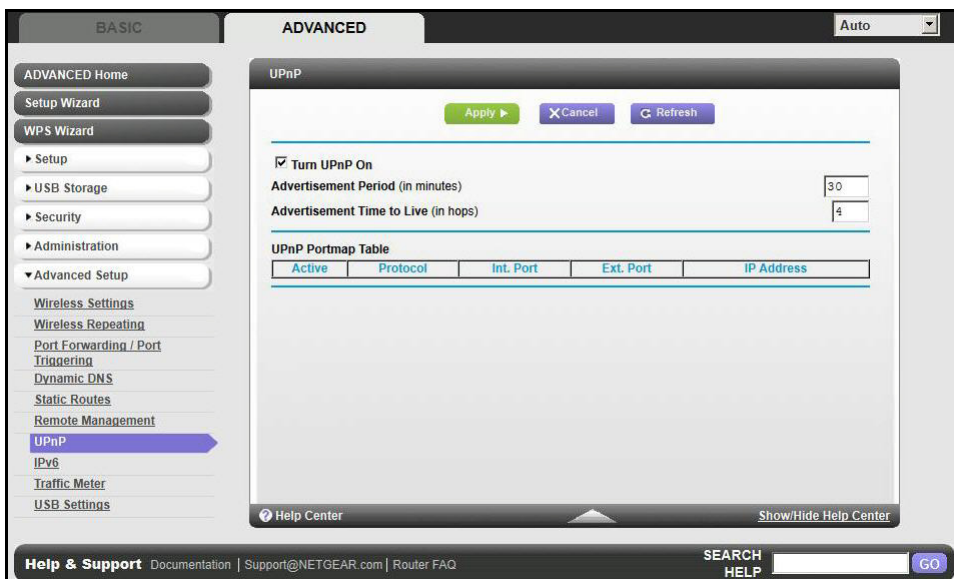 BASIC
ADVANCED
Auto
ADVANCED Home
Setup Wizard
WPS Wizard
Setup
USB Storage
Security
Administration
Advanced Setup
Wireless Settings
Wireless Repeating
Port Forwarding / Port
Triggering
Dynamic DNS
Static Routes
Remote Management
UPnP
IPv6
Traffic Meter
USB Settings
UPnP
Apply
Cancel
Refresh
Turn UPnP On
Advertisement Period (in minutes) 30
Advertisement Time to Live (in hops) 4
UPnP Portmap Table
Active Protocol Int. Port Ext. Port IP Address
Help Center
Show/Hide Help Center
Help & Support Documentation | Support@NETGEAR.com | Router FAQ
SEARCH
HELP
GO